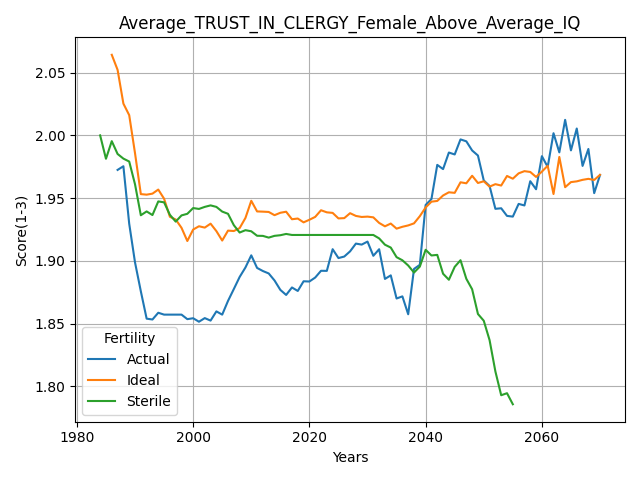 Average_TRUST_IN_CLERGY_Female_Above_Average_IQ
Score(1-3)
2.05
2.00
1.95
1.90
1.85
1.80
Fertility
Actual
Ideal
Sterile
1980
2000
2020
2040
2060
Years